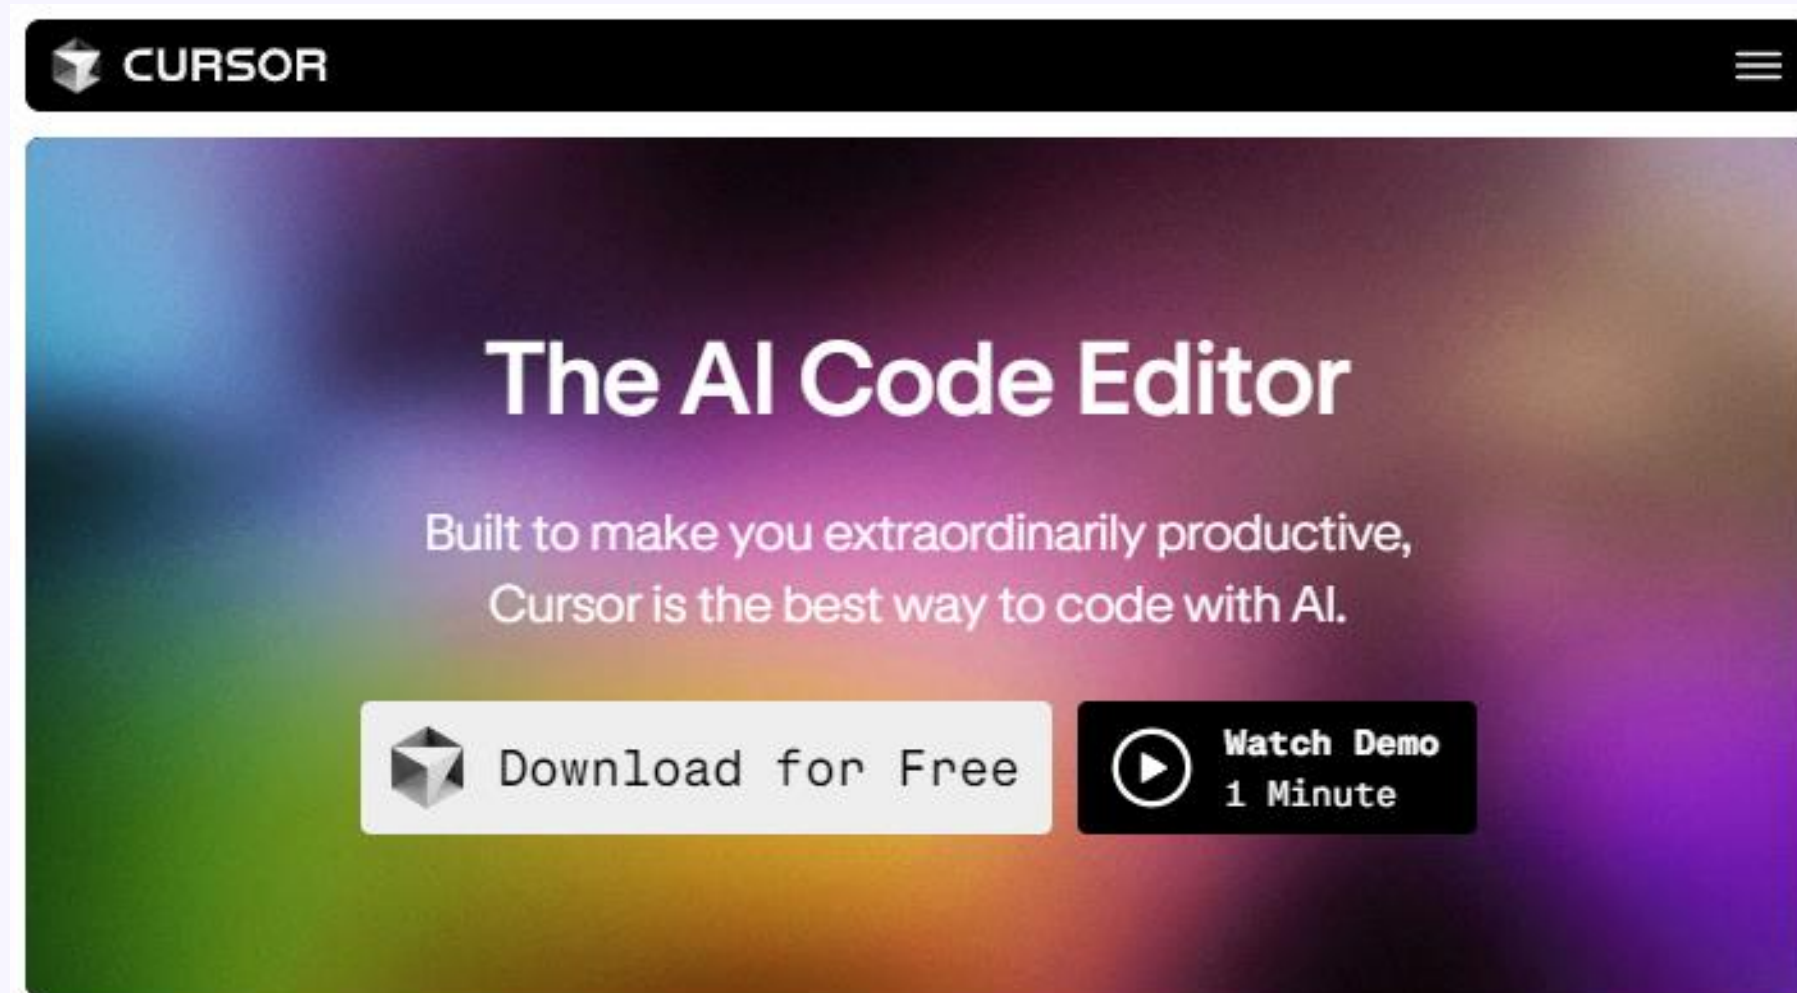 CURSOR
The AI Code Editor
Built to make you extraordinarily productive,
Cursor is the best way to code with AI.
Download for Free
Watch Demo
1 Minute